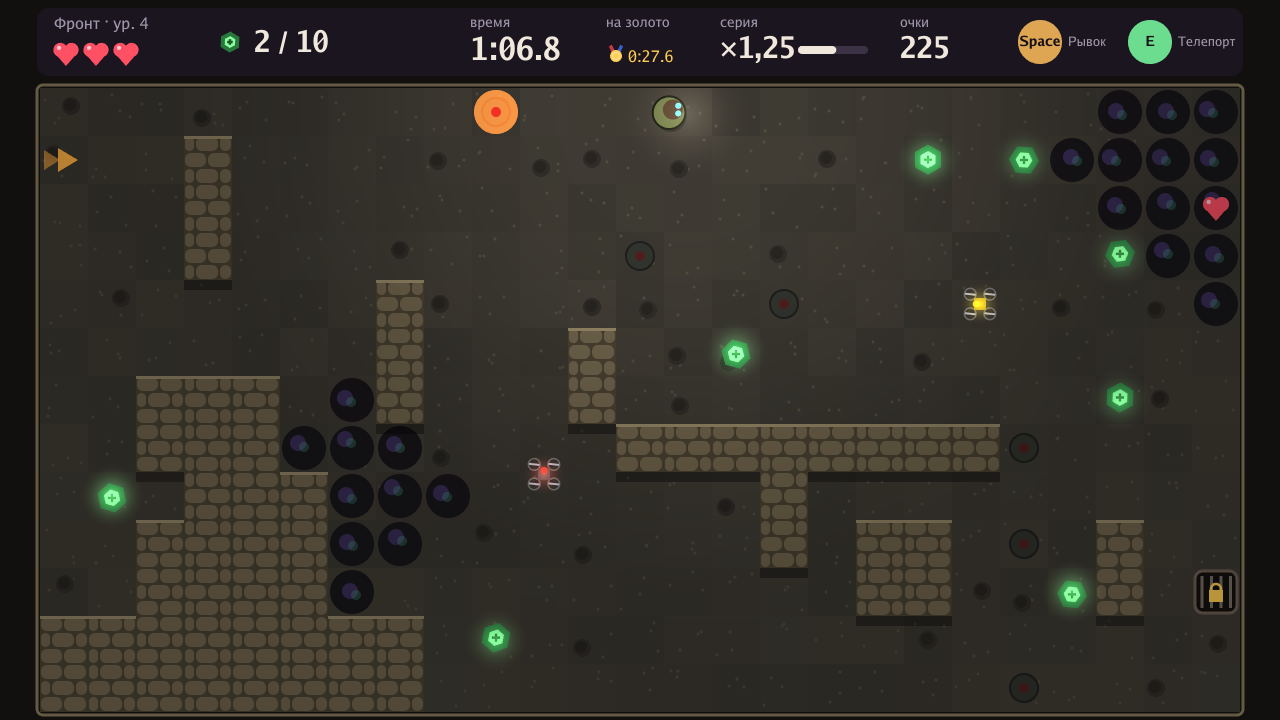 Фронт · ур. 4
2 / 10
время
1:06.8
на золото
0:27.6
серия
×1,25
очки
225
Space
Рывок
E
Телепорт